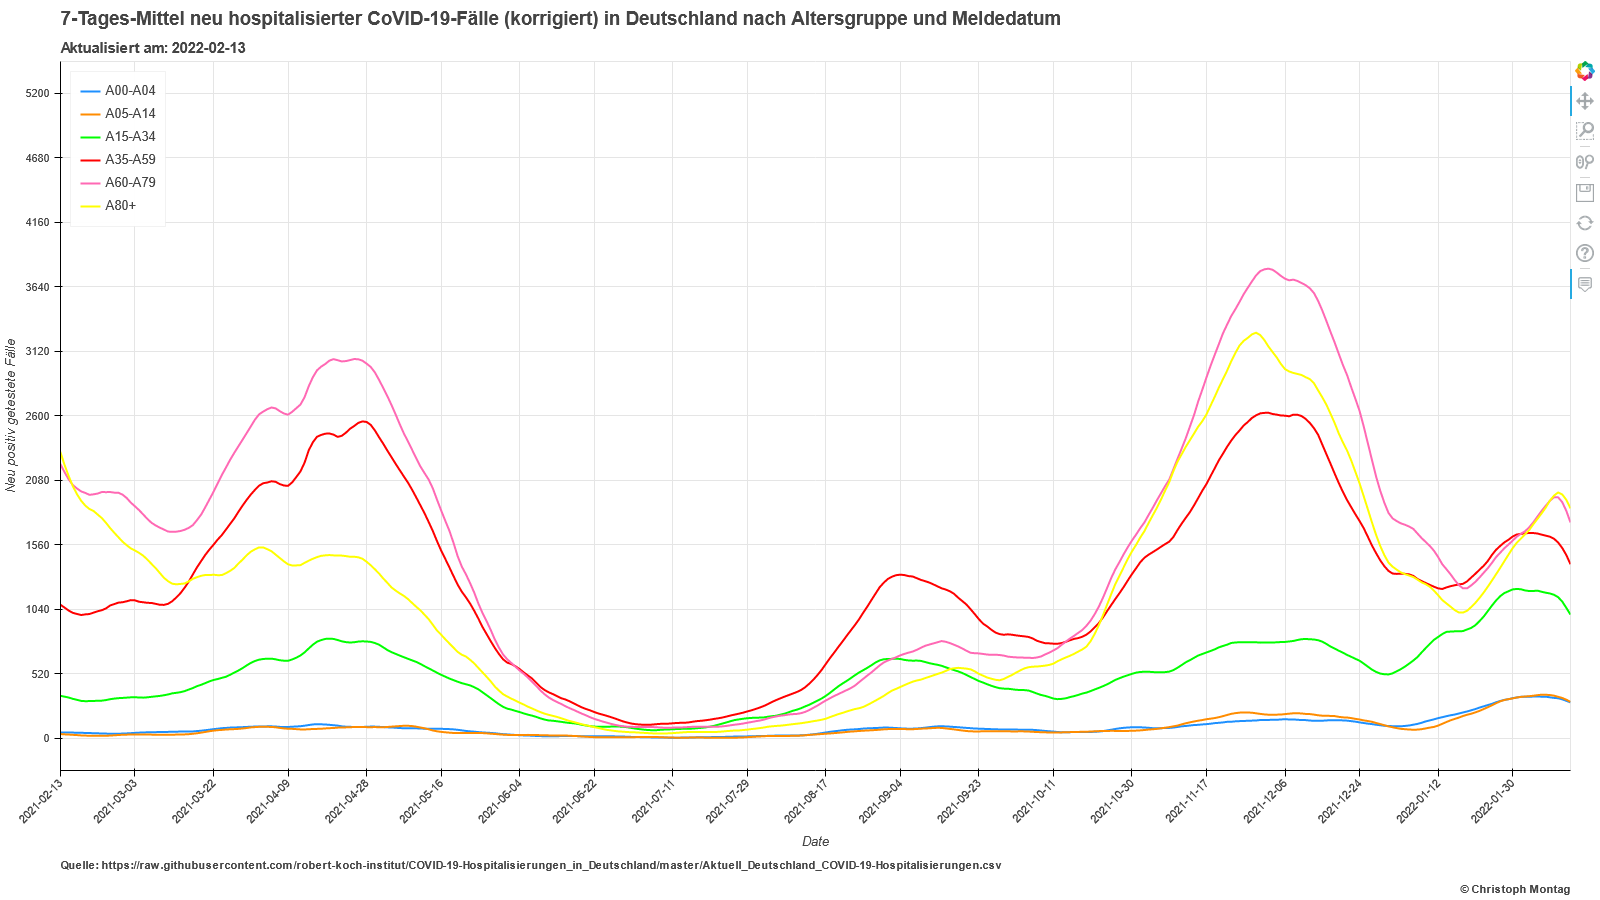 7-Tages-Mittel neu hospitalisierter CoVID-19-Fälle (korrigiert) in Deutschland nach Altersgruppe und Meldedatum
Aktualisiert am: 2022-02-13
A00-A04
A05-A14
A15-A34
A35-A59
A60-A79
A80+
5200
4680
4160
3640
3120
2600
2080
1560
1040
520
0
Neu positiv getestete Fälle
2021-02-13
2021-03-03
2021-03-22
2021-04-09
2021-04-28
2021-05-16
2021-06-04
2021-06-22
2021-07-11
2021-07-29
2021-08-17
2021-09-04
2021-09-23
2021-10-11
2021-10-30
2021-11-17
2021-12-06
2021-12-24
2022-01-12
2022-01-30
Date
Quelle: https://raw.githubusercontent.com/robert-koch-institut/COVID-19-Hospitalisierungen_in_Deutschland/master/Aktuell_Deutschland_COVID-19-Hospitalisierungen.csv
© Christoph Montag